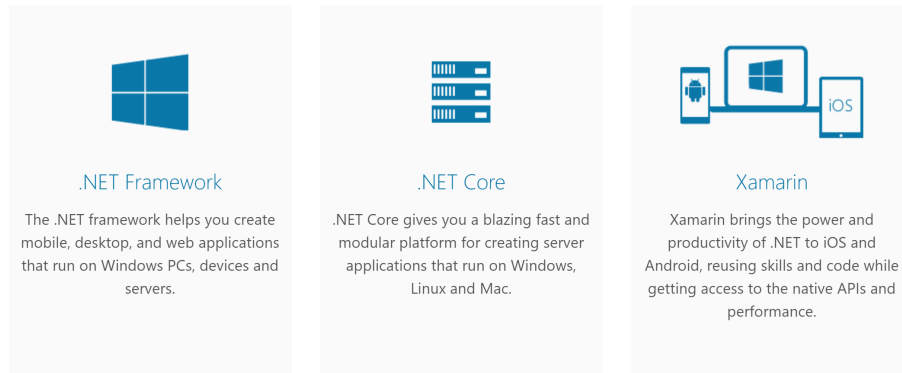 iOS
.NET Framework
The .NET framework helps you create
mobile, desktop, and web applications
that run on Windows PCs, devices and
servers.
.NET Core
.NET Core gives you a blazing fast and
modular platform for creating server
applications that run on Windows,
Linux and Mac.
Xamarin
Xamarin brings the power and
productivity of .NET to iOS and
Android, reusing skills and code while
getting access to the native APIs and
performance.